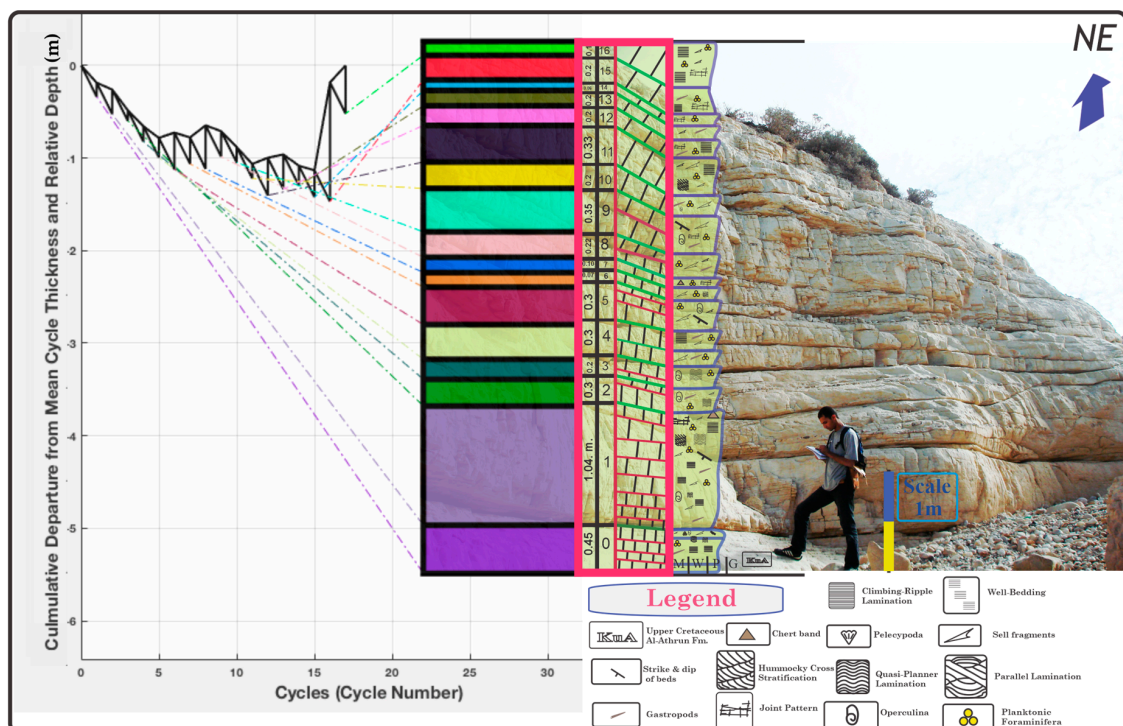 NE
Culmulative Departure from Mean Cycle Thickness and Relative Depth (m)
0
-1
-2
-3
-4
-5
-6
0
5
10
15
20
25
30
Cycles (Cycle Number)
16
0.2
15
14
13
0.2
12
0.33
11
0.2
10
0.35
9
0.22
8
7
6
0.3
5
0.3
4
0.2
3
0.3
2
1.04. m.
1
0.45
0
M W P G KuA
Scale
1m
Legend
Climbing-Ripple
Lamination
Well-Bedding
KuA
Upper Cretaceous
Al-Athrun Fm.
Chert band
Pelecypoda
Sell fragments
Strike & dip
of beds
Hummocky Cross
Stratification
Quasi-Planner
Lamination
Parallel Lamination
Gastropods
Joint Pattern
Operculina
Planktonic
Foraminifera